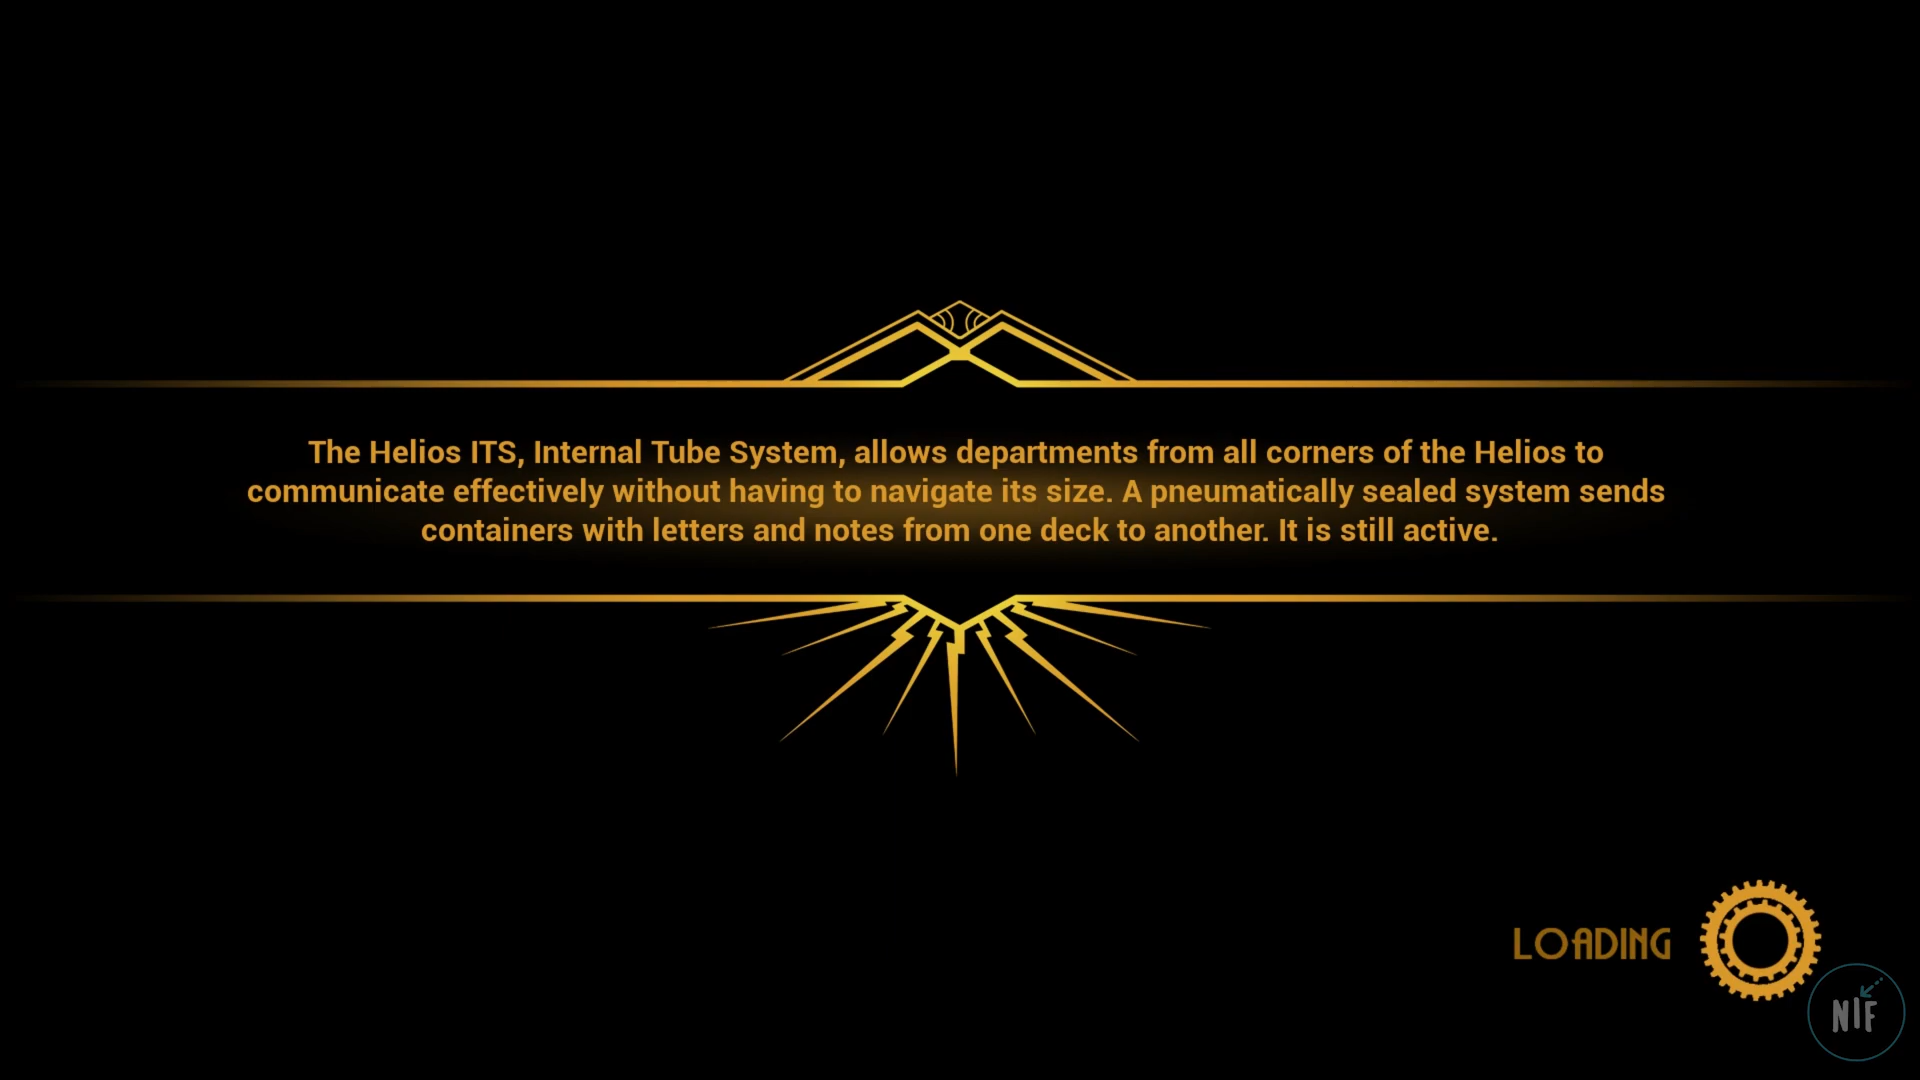 The Helios ITS, Internal Tube System, allows departments from all corners of the Helios to
communicate effectively without having to navigate its size. A pneumatically sealed system sends
containers with letters and notes from one deck to another. It is still active.
LOADING
NIF